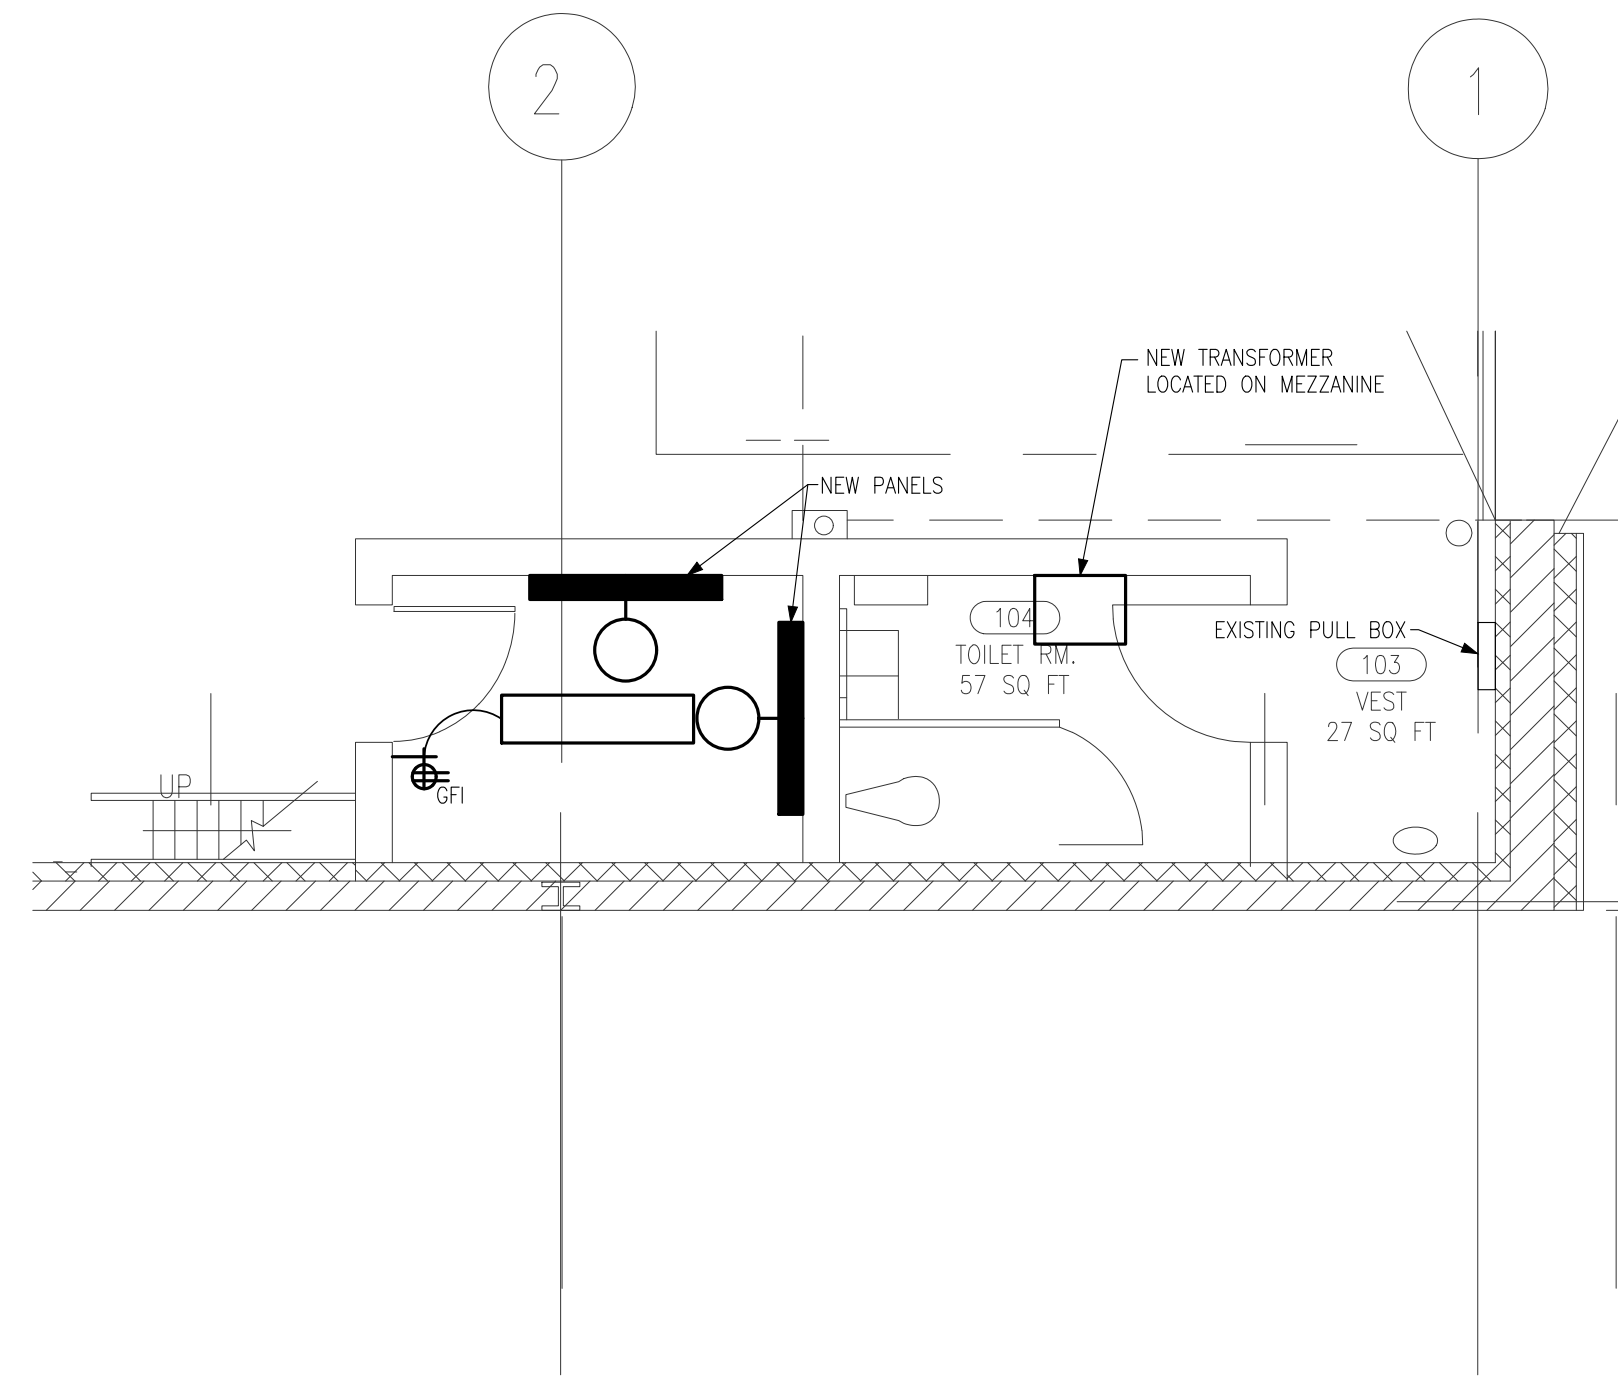 2
1
NEW TRANSFORMER
LOCATED ON MEZZANINE
NEW PANELS
104
TOILET RM.
57 SQ FT
EXISTING PULL BOX
103
VEST
27 SQ FT
UP
GFI